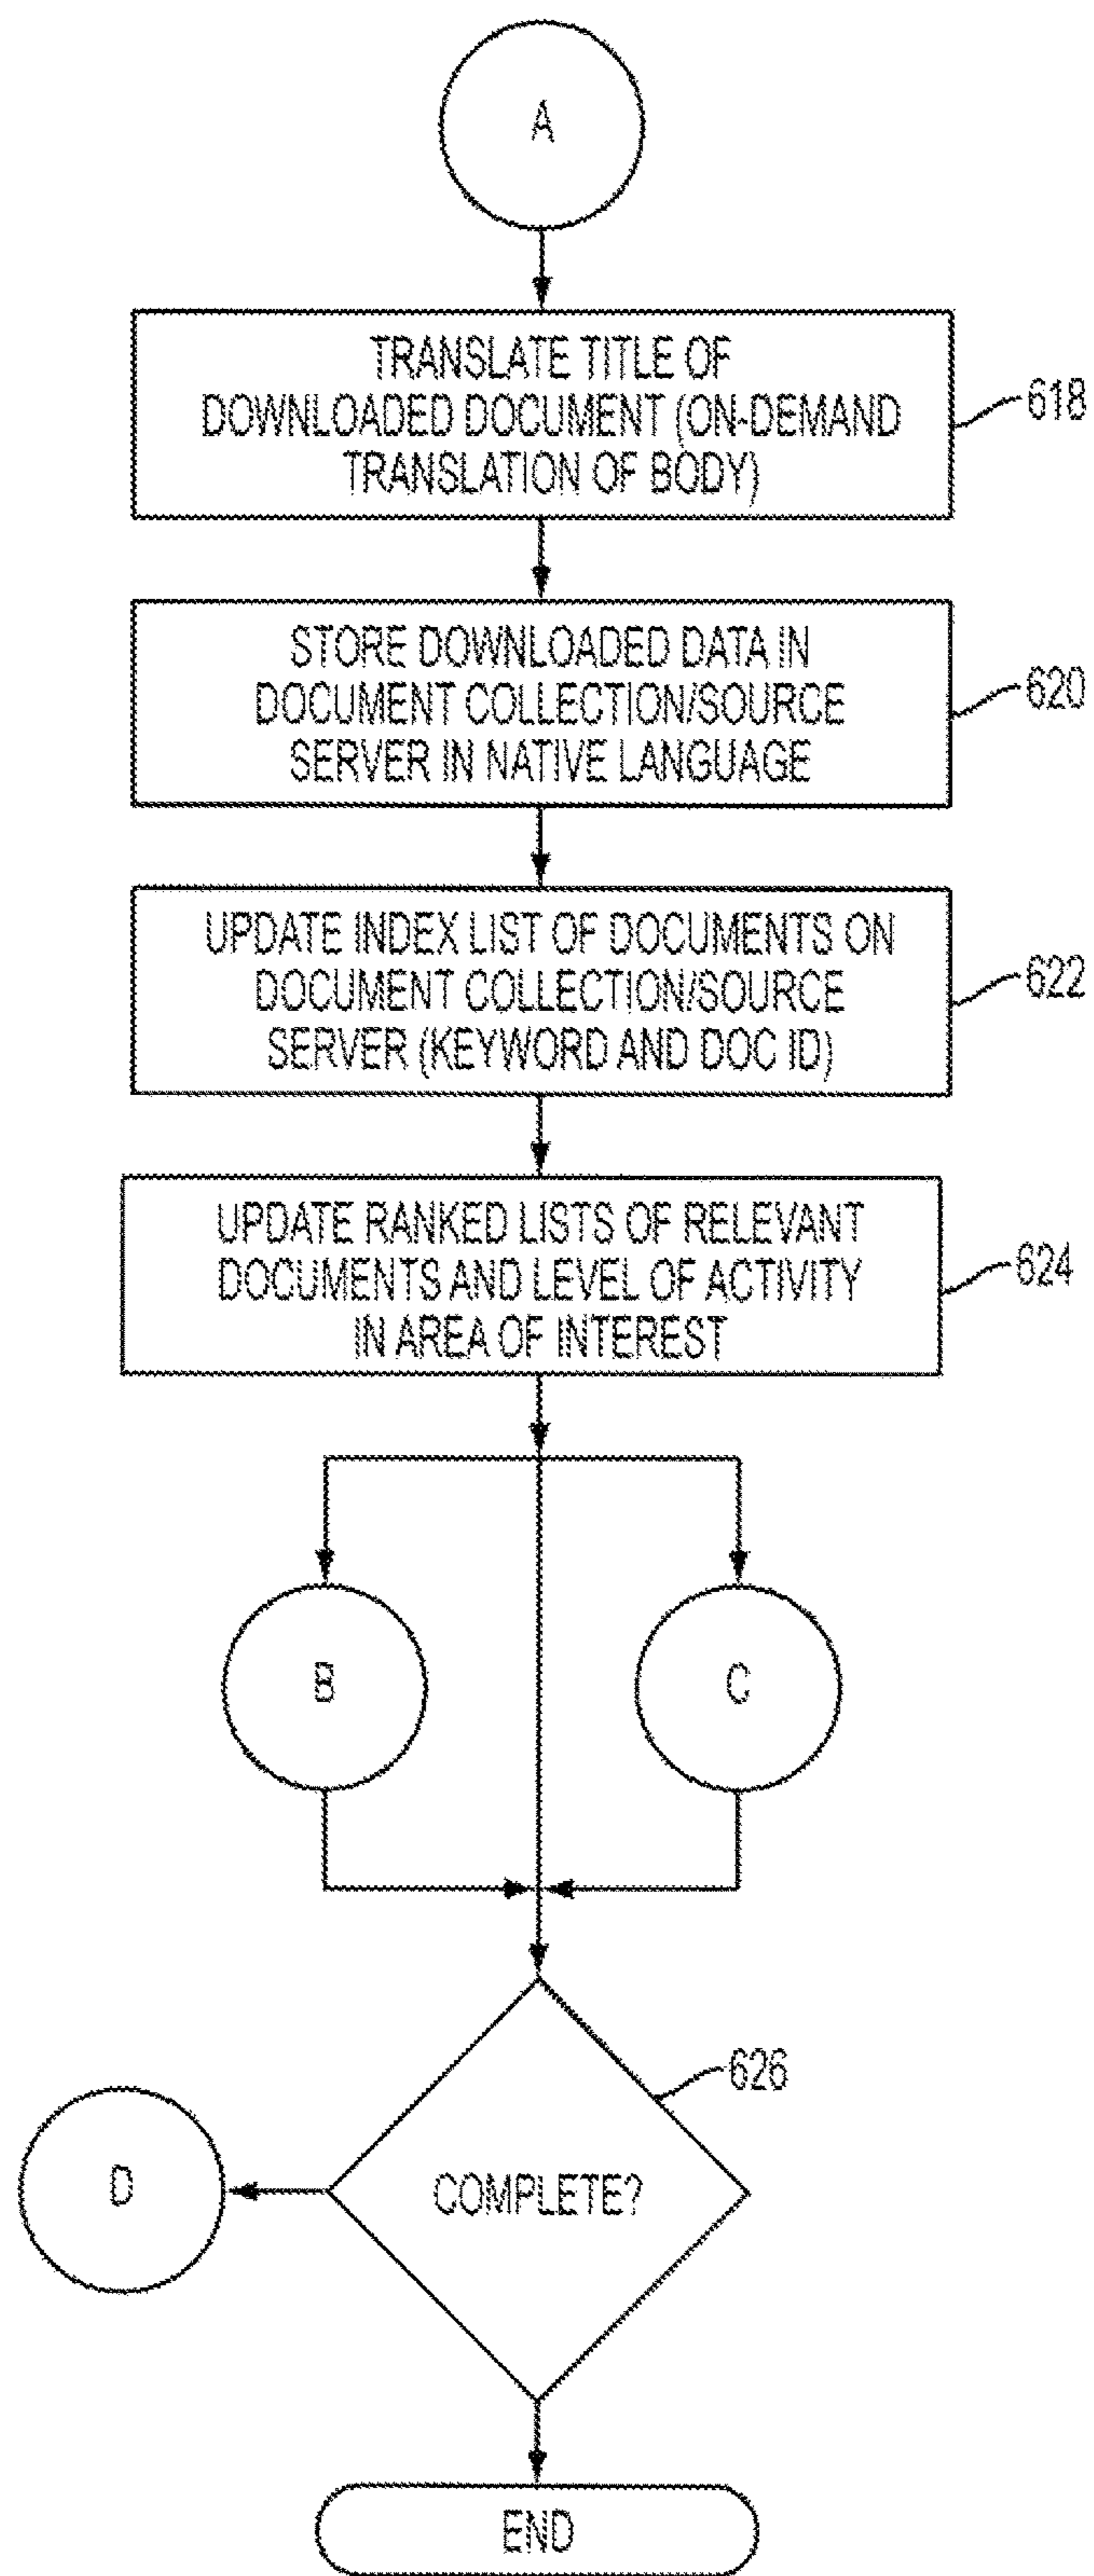 A
TRANSLATE TITLE OF
DOWNLOADED DOCUMENT (ON-DEMAND
TRANSLATION OF BODY)
618
STORE DOWNLOADED DATA IN
DOCUMENT COLLECTION/SOURCE
SERVER IN NATIVE LANGUAGE
620
UPDATE INDEX LIST OF DOCUMENTS ON
DOCUMENT COLLECTION/SOURCE
SERVER (KEYWORD AND DOC ID)
622
UPDATE RANKED LISTS OF RELEVANT
DOCUMENTS AND LEVEL OF ACTIVITY
IN AREA OF INTEREST
624
B
C
626
COMPLETE?
D
END